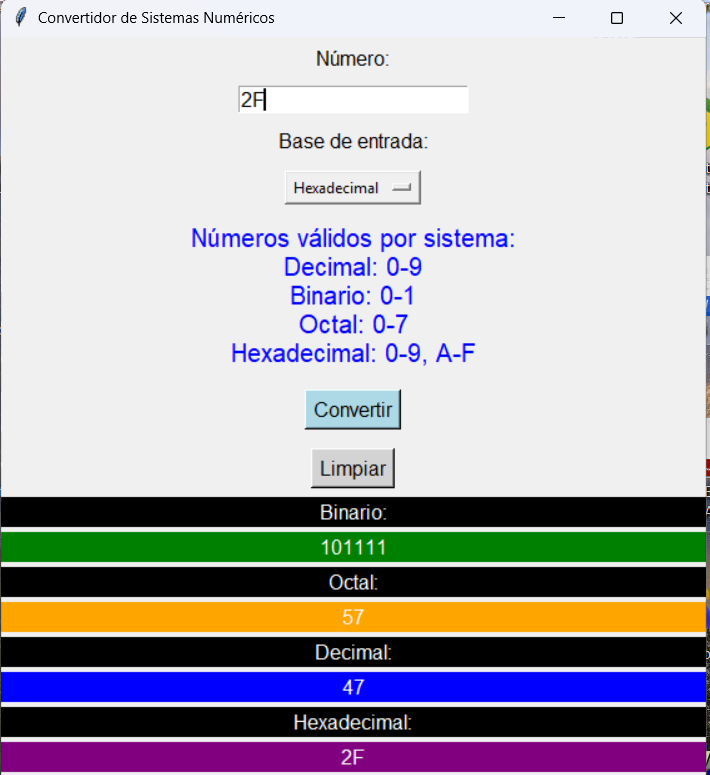 Convertidor de Sistemas Numéricos
Número:
2F
Base de entrada:
Hexadecimal
Números válidos por sistema:
Decimal: 0-9
Binario: 0-1
Octal: 0-7
Hexadecimal: 0-9, A-F
Convertir
Limpiar
Binario:
101111
Octal:
57
Decimal:
47
Hexadecimal:
2F